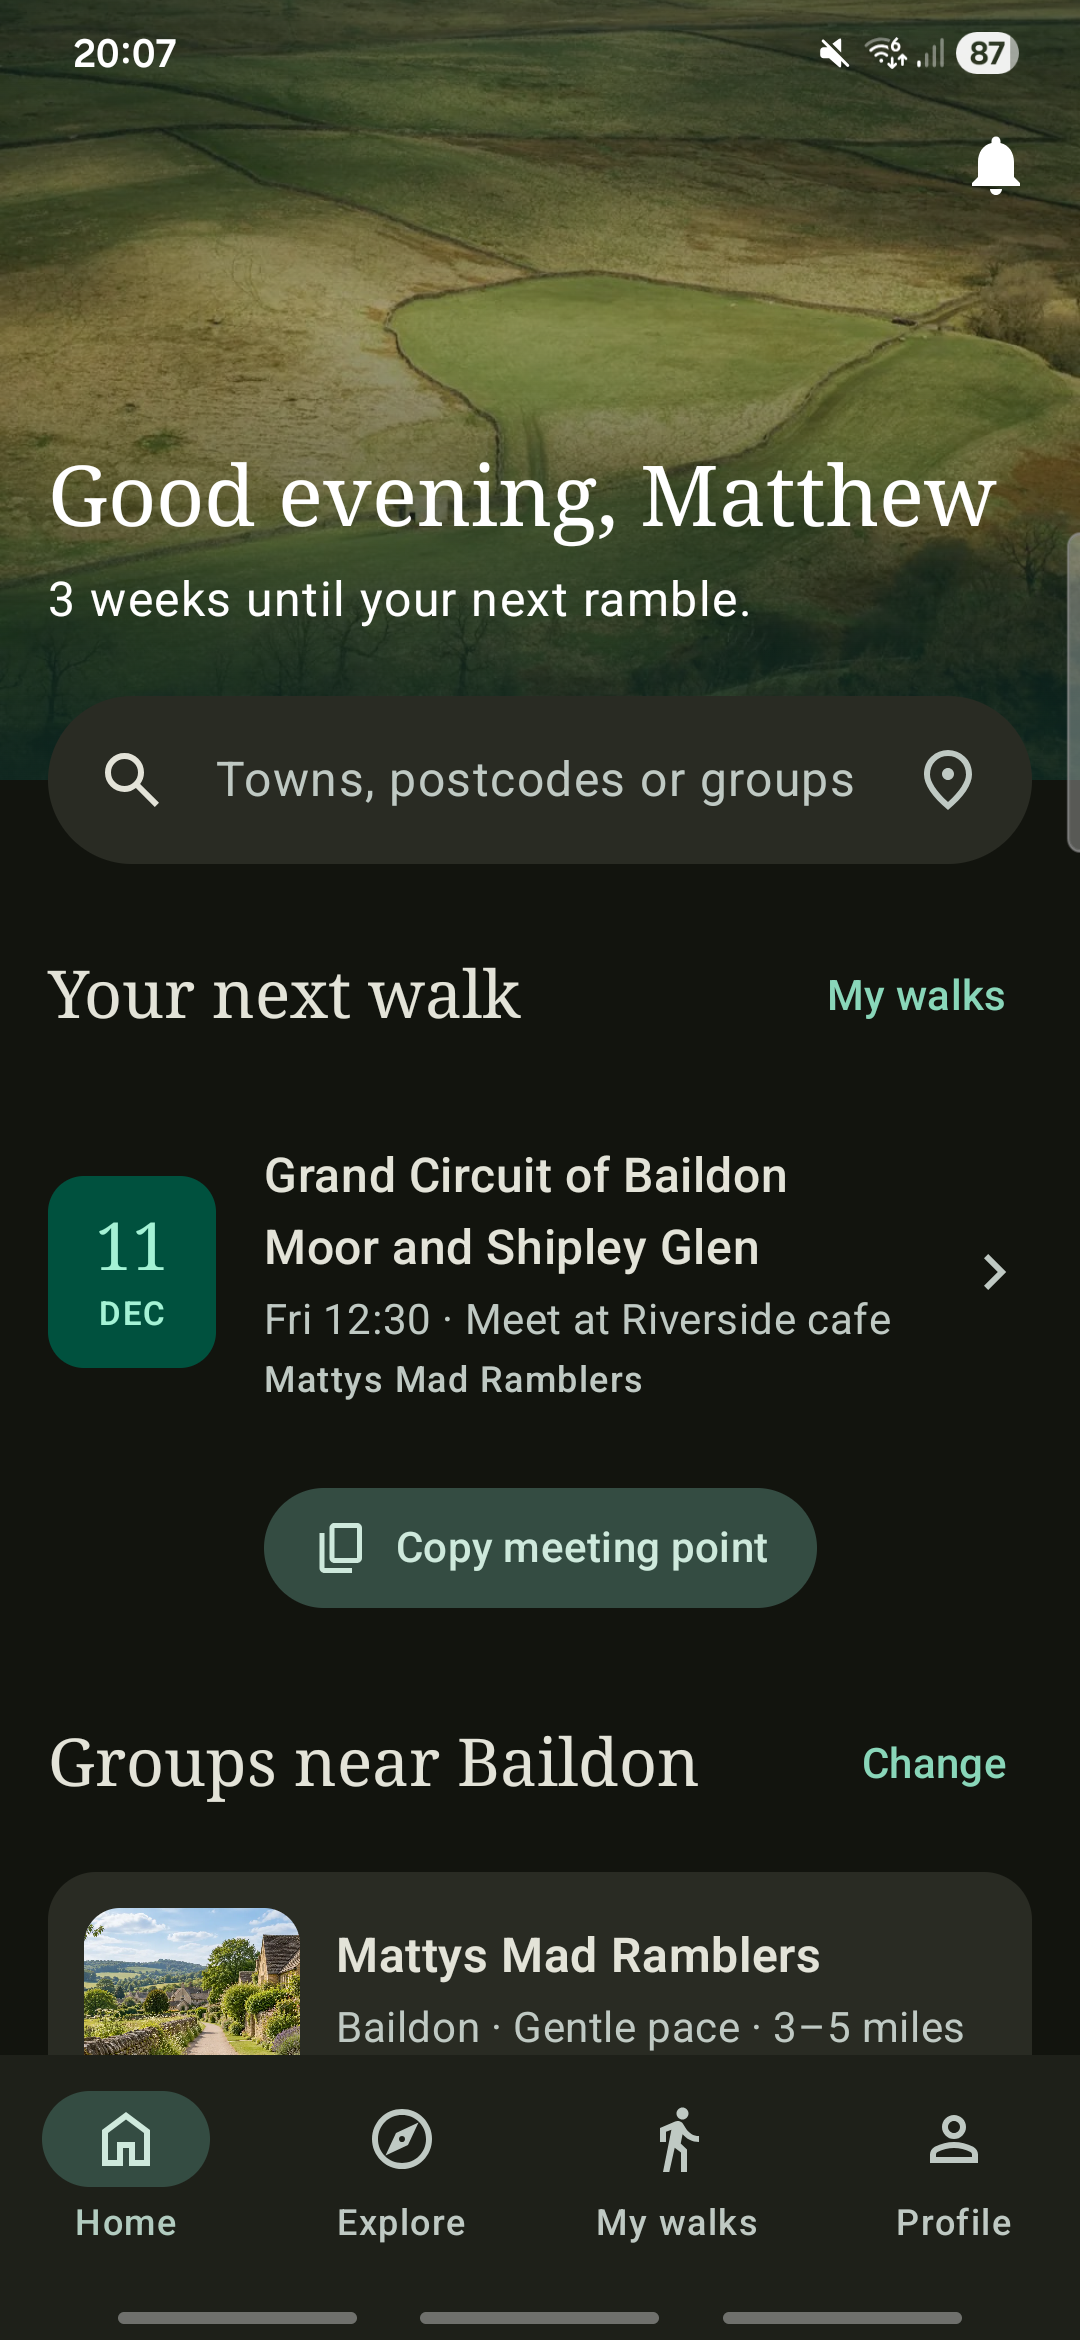 20:07
6
87
Good evening, Matthew
3 weeks until your next ramble.
Towns, postcodes or groups
Your next walk
My walks
11
DEC
Grand Circuit of Baildon
Moor and Shipley Glen
Fri 12:30 · Meet at Riverside cafe
Mattys Mad Ramblers
Copy meeting point
Groups near Baildon
Change
Mattys Mad Ramblers
Baildon · Gentle pace · 3–5 miles
Home
Explore
My walks
Profile